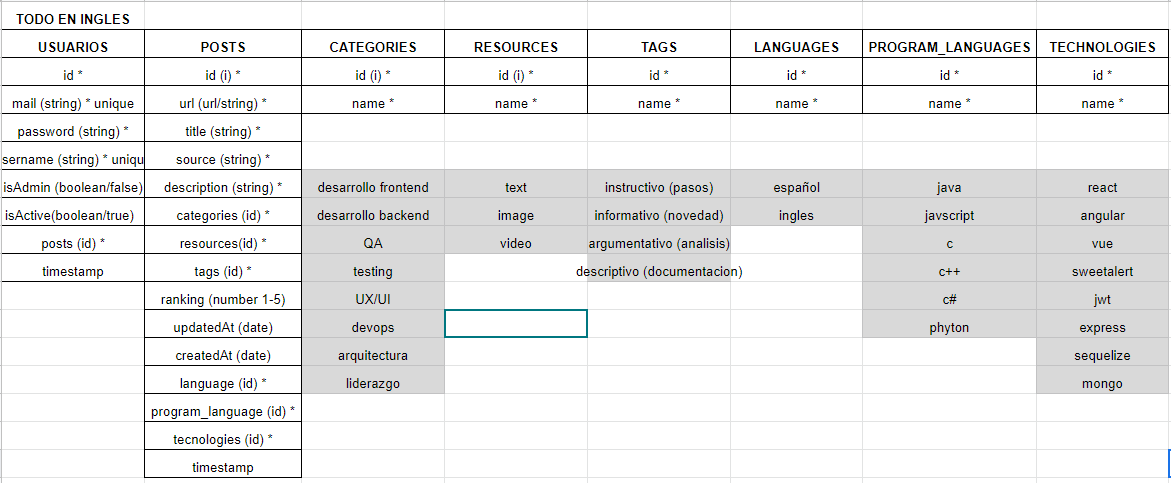 TODO EN INGLES
USUARIOS POSTS CATEGORIES RESOURCES TAGS LANGUAGES PROGRAM_LANGUAGES TECHNOLOGIES
id * id (i) * id (i) * id (i) * id * id * id * id *
mail (string) * unique url (url/string) * name * name * name * name * name * name *
password (string) * title (string) *
sername (string) * uniqu source (string) *
isAdmin (boolean/false) description (string) * desarrollo frontend text instructivo (pasos) español java react
isActive(boolean/true) categories (id) * desarrollo backend image informativo (novedad) ingles javscript angular
posts (id) * resources(id) * QA video argumentativo (analisis) c vue
timestamp tags (id) * testing descriptivo (documentacion) c++ sweetalert
ranking (number 1-5) UX/UI c# jwt
updatedAt (date) devops phyton express
createdAt (date) arquitectura sequelize
language (id) * liderazgo mongo
program_language (id) *
tecnologies (id) *
timestamp